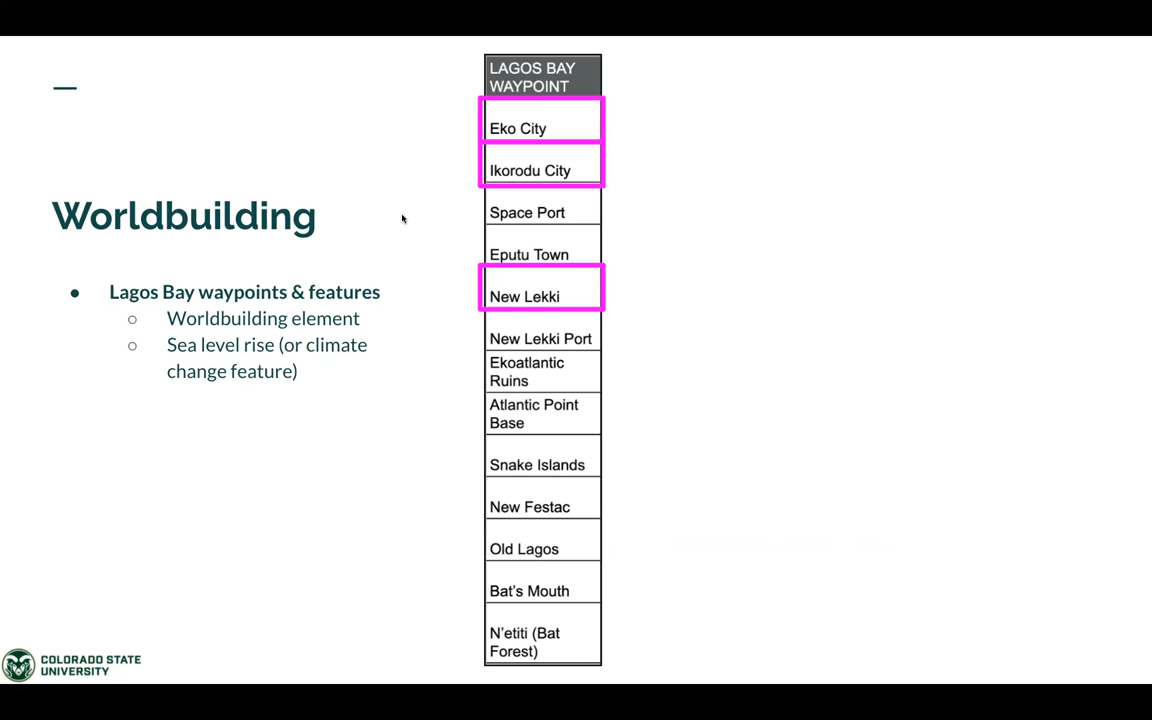 Worldbuilding
● Lagos Bay waypoints & features
○ Worldbuilding element
○ Sea level rise (or climate
change feature)
LAGOS BAY
WAYPOINT
Eko City
Ikorodu City
Space Port
Eputu Town
New Lekki
New Lekki Port
Ekoatlantic
Ruins
Atlantic Point
Base
Snake Islands
New Festac
Old Lagos
Bat's Mouth
N'etiti (Bat
Forest)
COLORADO STATE
UNIVERSITY